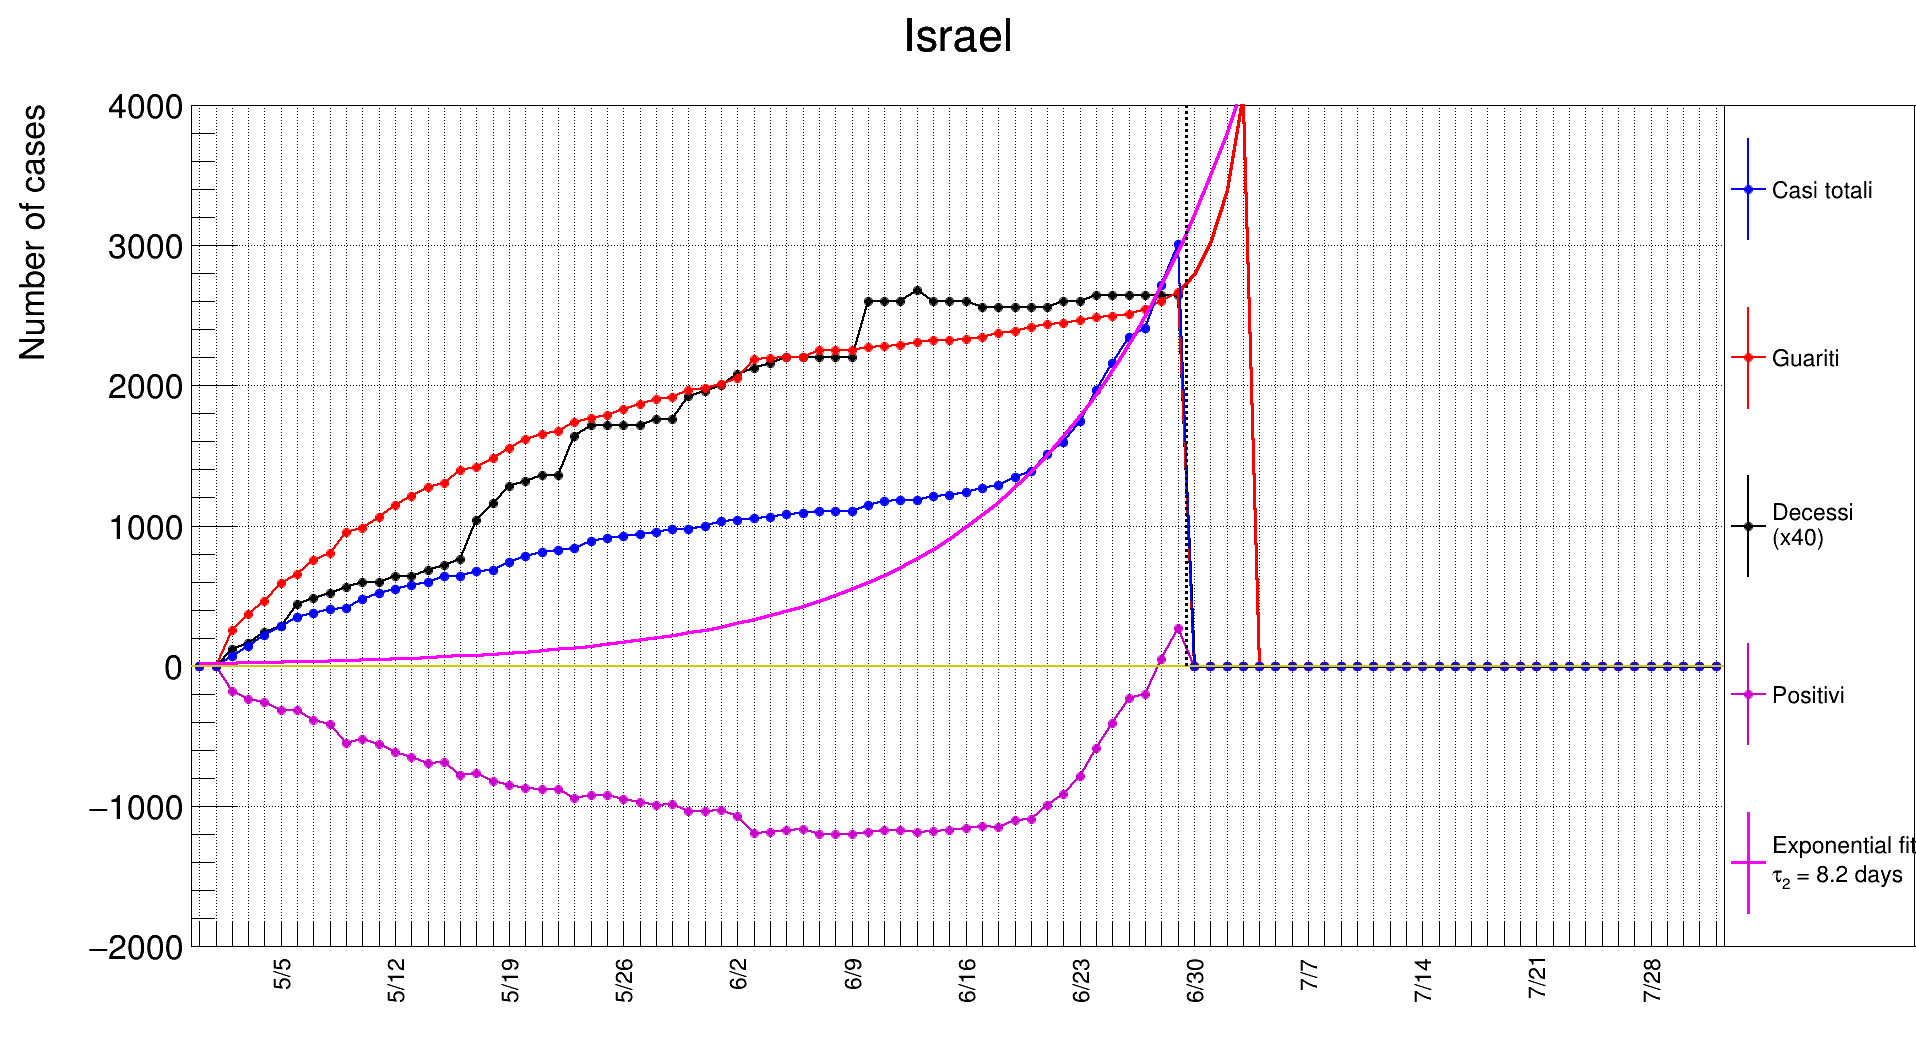 Israel
Number of cases
4000
3000
2000
1000
0
−1000
−2000
5/5
5/12
5/19
5/26
6/2
6/9
6/16
6/23
6/30
7/7
7/14
7/21
7/28
Casi totali
Guariti
Decessi
(x40)
Positivi
Exponential fit
τ2 = 8.2 days